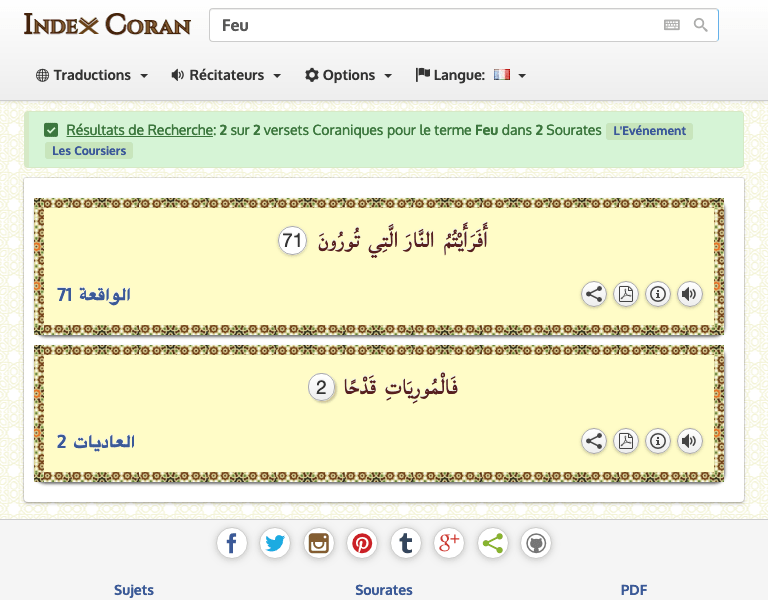 Index Coran
Feu
Traductions
Récitateurs
Options
Langue:
Résultats de Recherche: 2 sur 2 versets Coraniques pour le terme Feu dans 2 Sourates L'Evénement
Les Coursiers
أَفَرَأَيْتُمُ النَّارَ الَّتِي تُورُونَ 71
الواقعة 71
فَالْمُورِيَاتِ قَدْحًا 2
العاديات 2
Sujets
Sourates
PDF